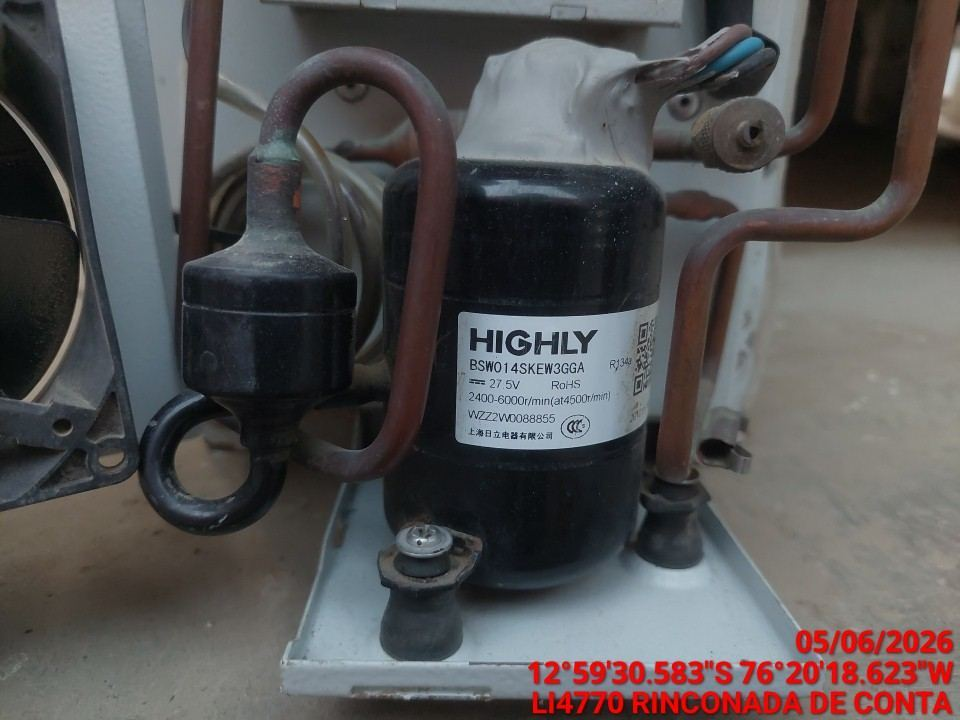 HIGHLY
BSW014SKEW3GGA R134a
⎓ 27.5V RoHS
2400-6000r/min(at4500r/min)
WZZ2W0088855
上海日立电器有限公司
05/06/2026
12°59'30.583"S 76°20'18.623"W
LI4770 RINCONADA DE CONTA